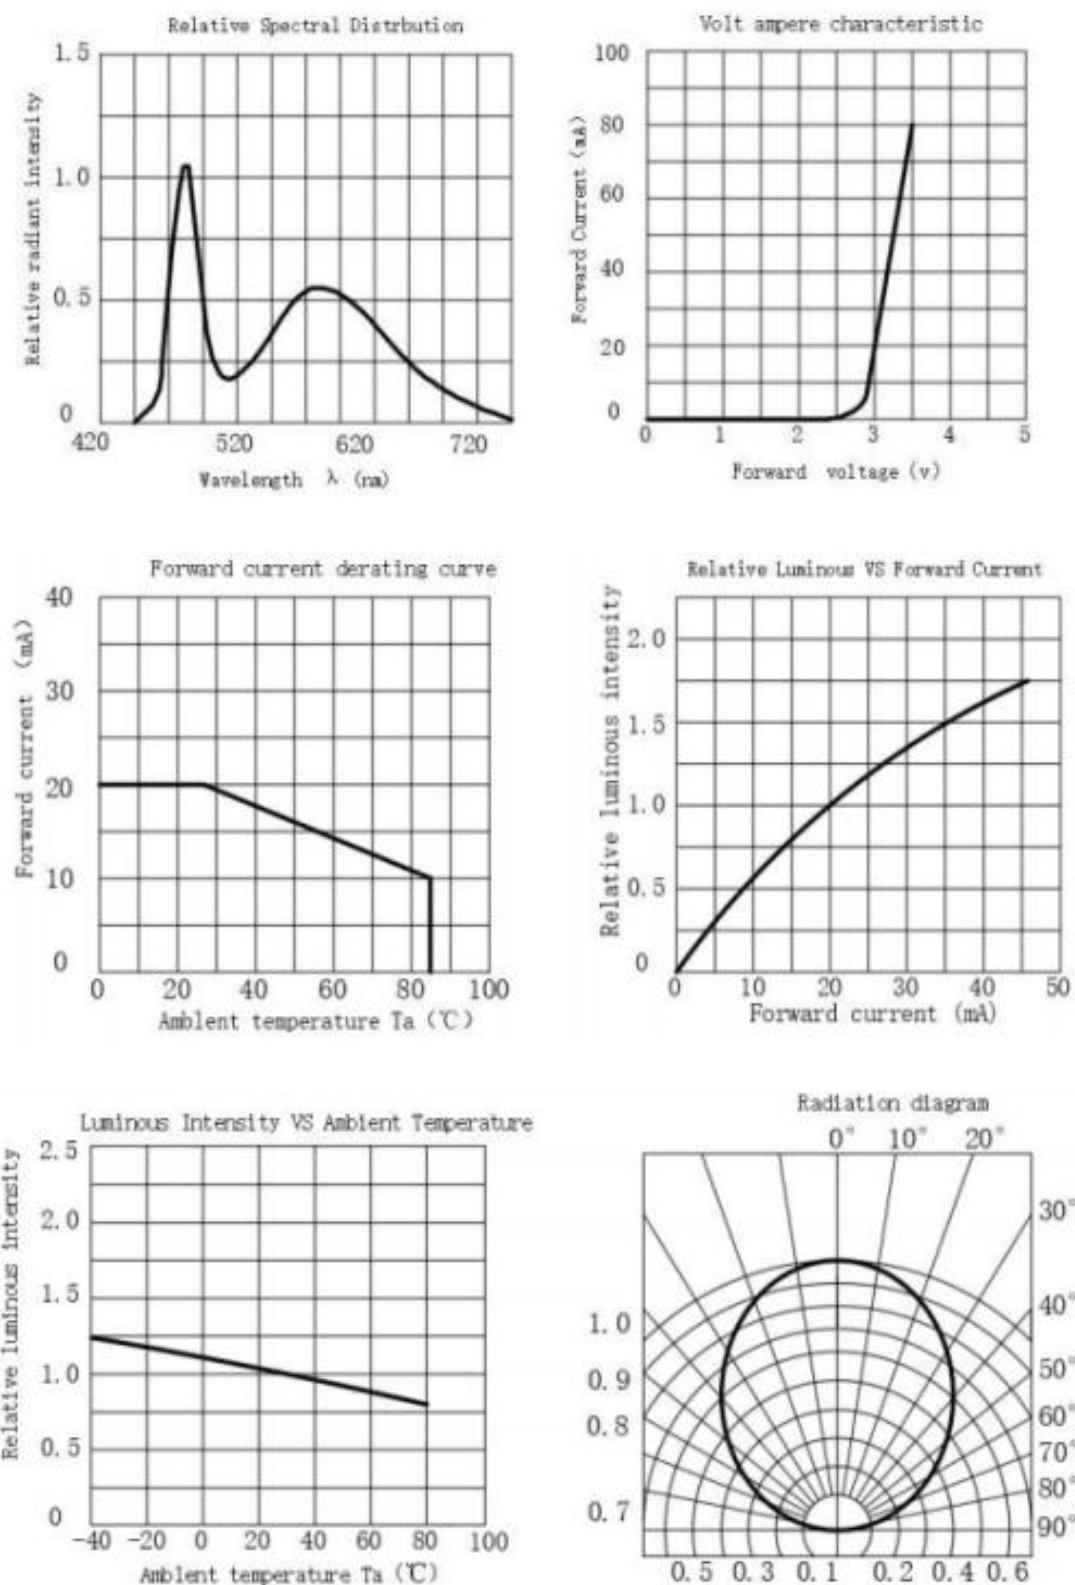 Relative Spectral Distrbution
1.5
1.0
0.5
0
420 520 620 720
Relative radiant intensity
Wavelength λ (nm)
Volt ampere characteristic
100
80
60
40
20
0
0 1 2 3 4 5
Forward Current (mA)
Forward voltage (v)
Forward current derating curve
40
30
20
10
0
0 20 40 60 80 100
Forward current (mA)
Amblent temperature Ta (℃)
Relative Luminous VS Forward Current
2.0
1.5
1.0
0.5
0
0 10 20 30 40 50
Relative luminous intensity
Forward current (mA)
Luminous Intensity VS Ambient Temperature
2.5
2.0
1.5
1.0
0.5
0
-40 -20 0 20 40 60 80 100
Relative luminous intensity
Amblent temperature Ta (℃)
Radiation diagram
0° 10° 20°
30°
40°
50°
60°
70°
80°
90°
1.0
0.9
0.8
0.7
0.5 0.3 0.1 0.2 0.4 0.6